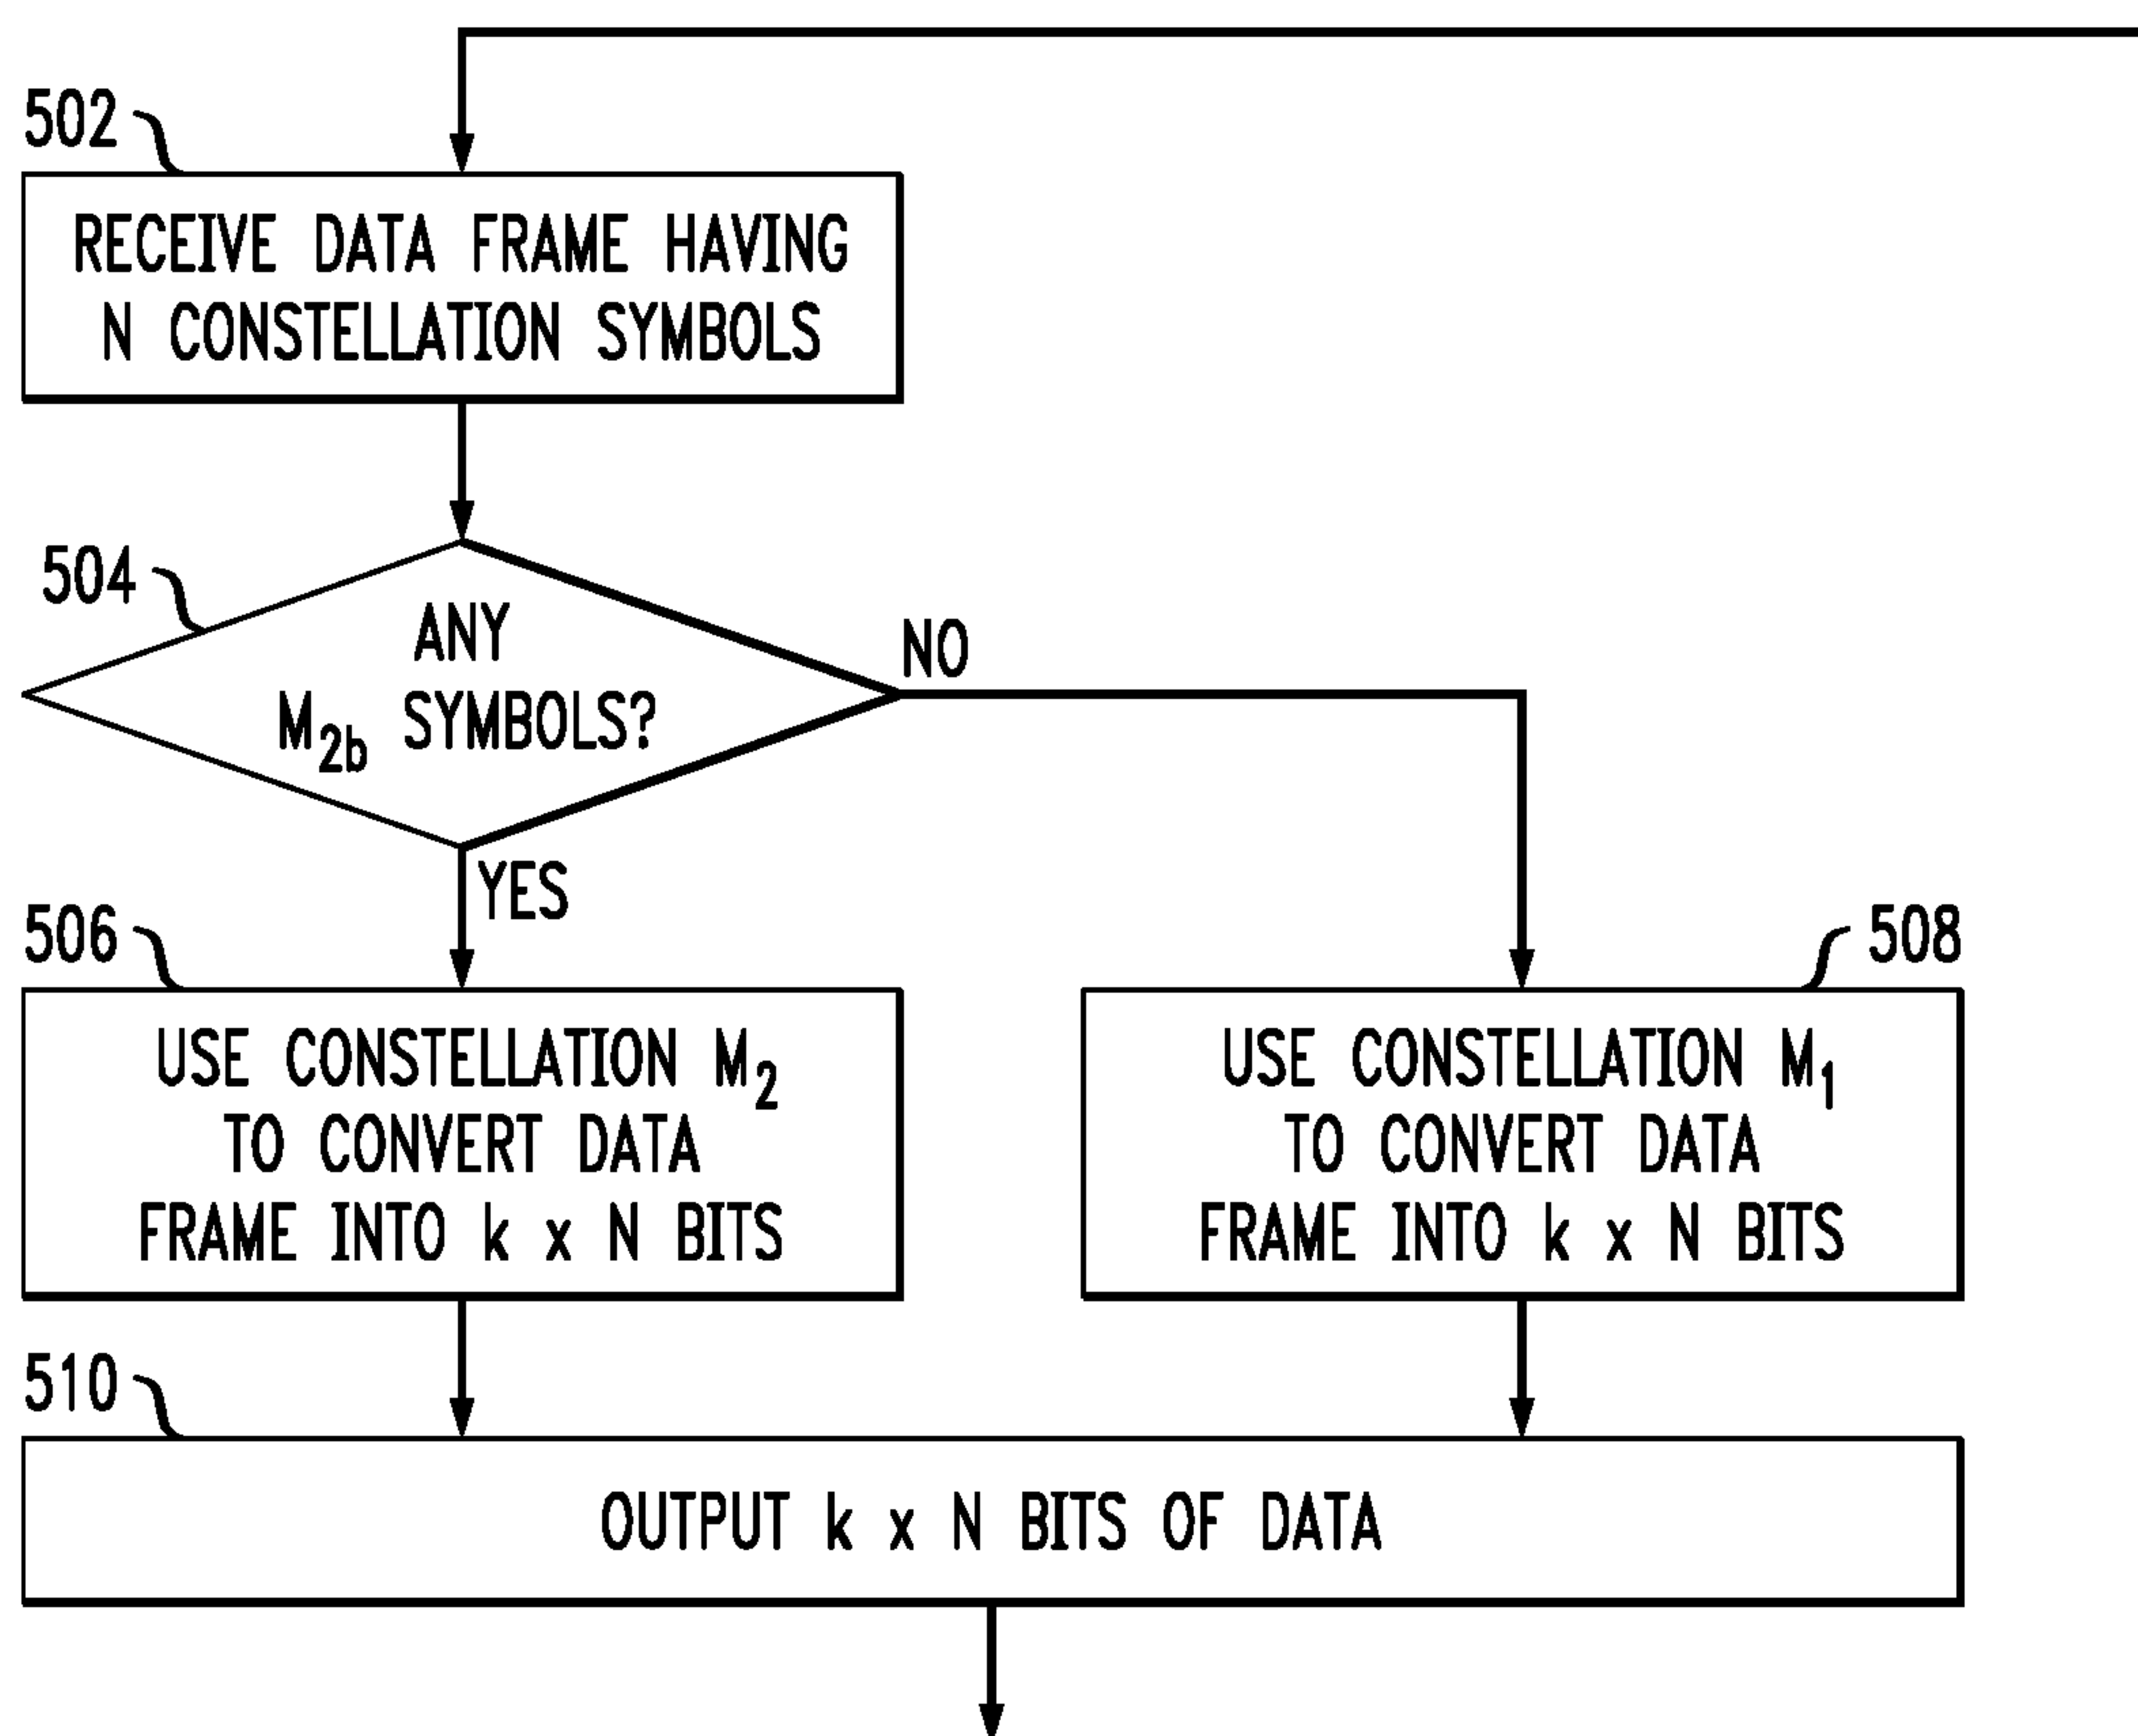 502
RECEIVE DATA FRAME HAVING
N CONSTELLATION SYMBOLS
504
ANY
M2b SYMBOLS?
NO
YES
506
USE CONSTELLATION M2
TO CONVERT DATA
FRAME INTO k x N BITS
508
USE CONSTELLATION M1
TO CONVERT DATA
FRAME INTO k x N BITS
510
OUTPUT k x N BITS OF DATA